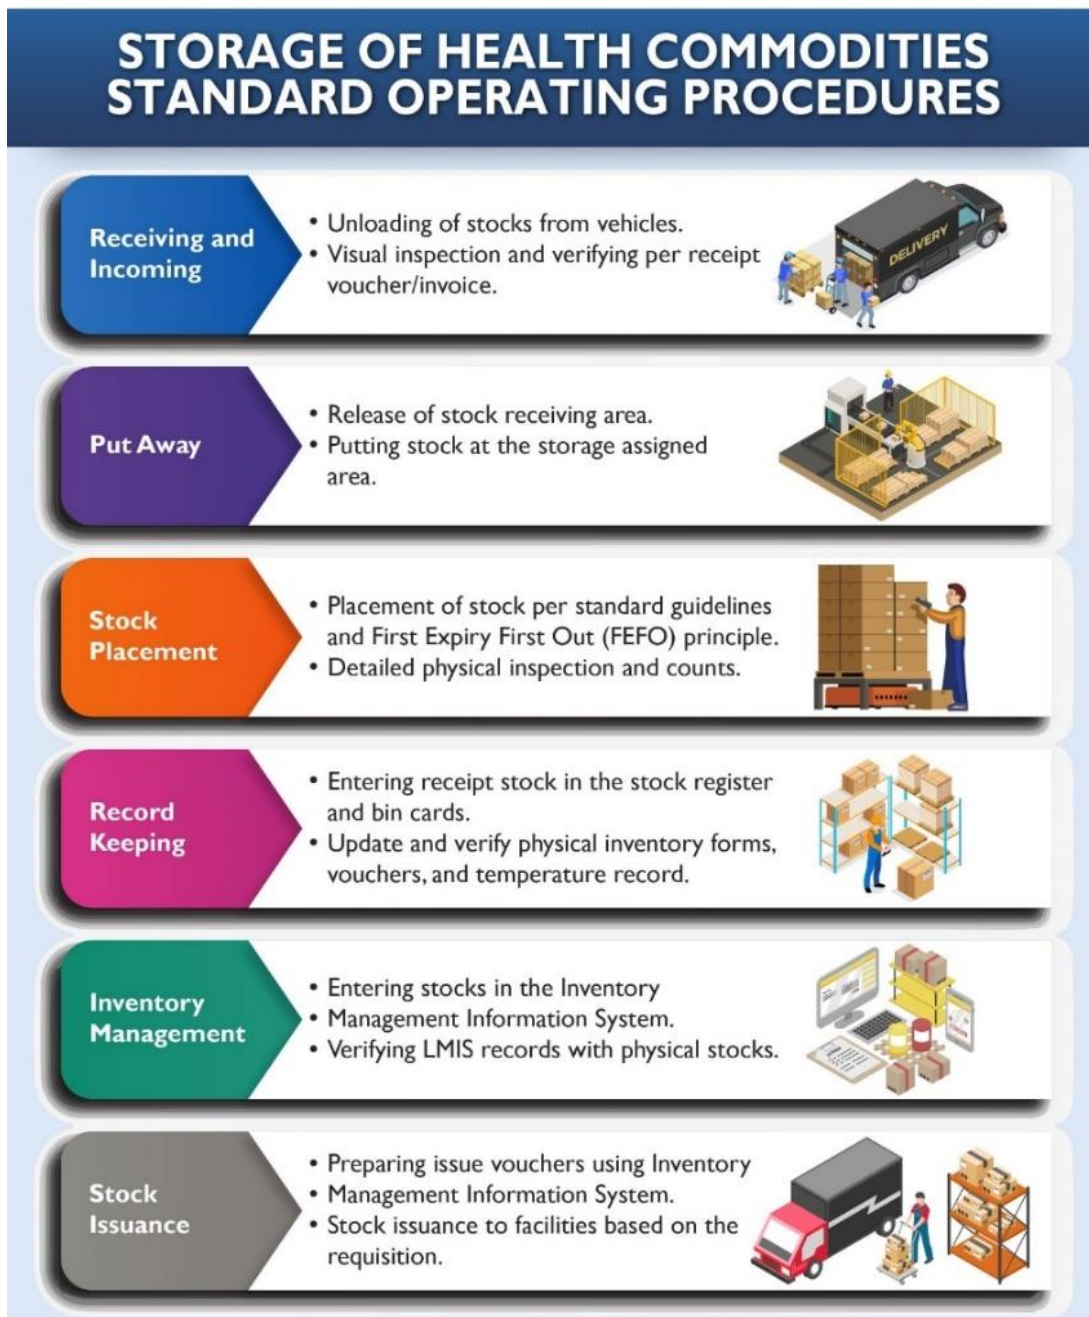 STORAGE OF HEALTH COMMODITIES
STANDARD OPERATING PROCEDURES
Receiving and
Incoming
• Unloading of stocks from vehicles.
• Visual inspection and verifying per receipt
voucher/invoice.
DELIVERY
Put Away
• Release of stock receiving area.
• Putting stock at the storage assigned
area.
Stock
Placement
• Placement of stock per standard guidelines
and First Expiry First Out (FEFO) principle.
• Detailed physical inspection and counts.
Record
Keeping
• Entering receipt stock in the stock register
and bin cards.
• Update and verify physical inventory forms,
vouchers, and temperature record.
Inventory
Management
• Entering stocks in the Inventory
• Management Information System.
• Verifying LMIS records with physical stocks.
Stock
Issuance
• Preparing issue vouchers using Inventory
• Management Information System.
• Stock issuance to facilities based on the
requisition.